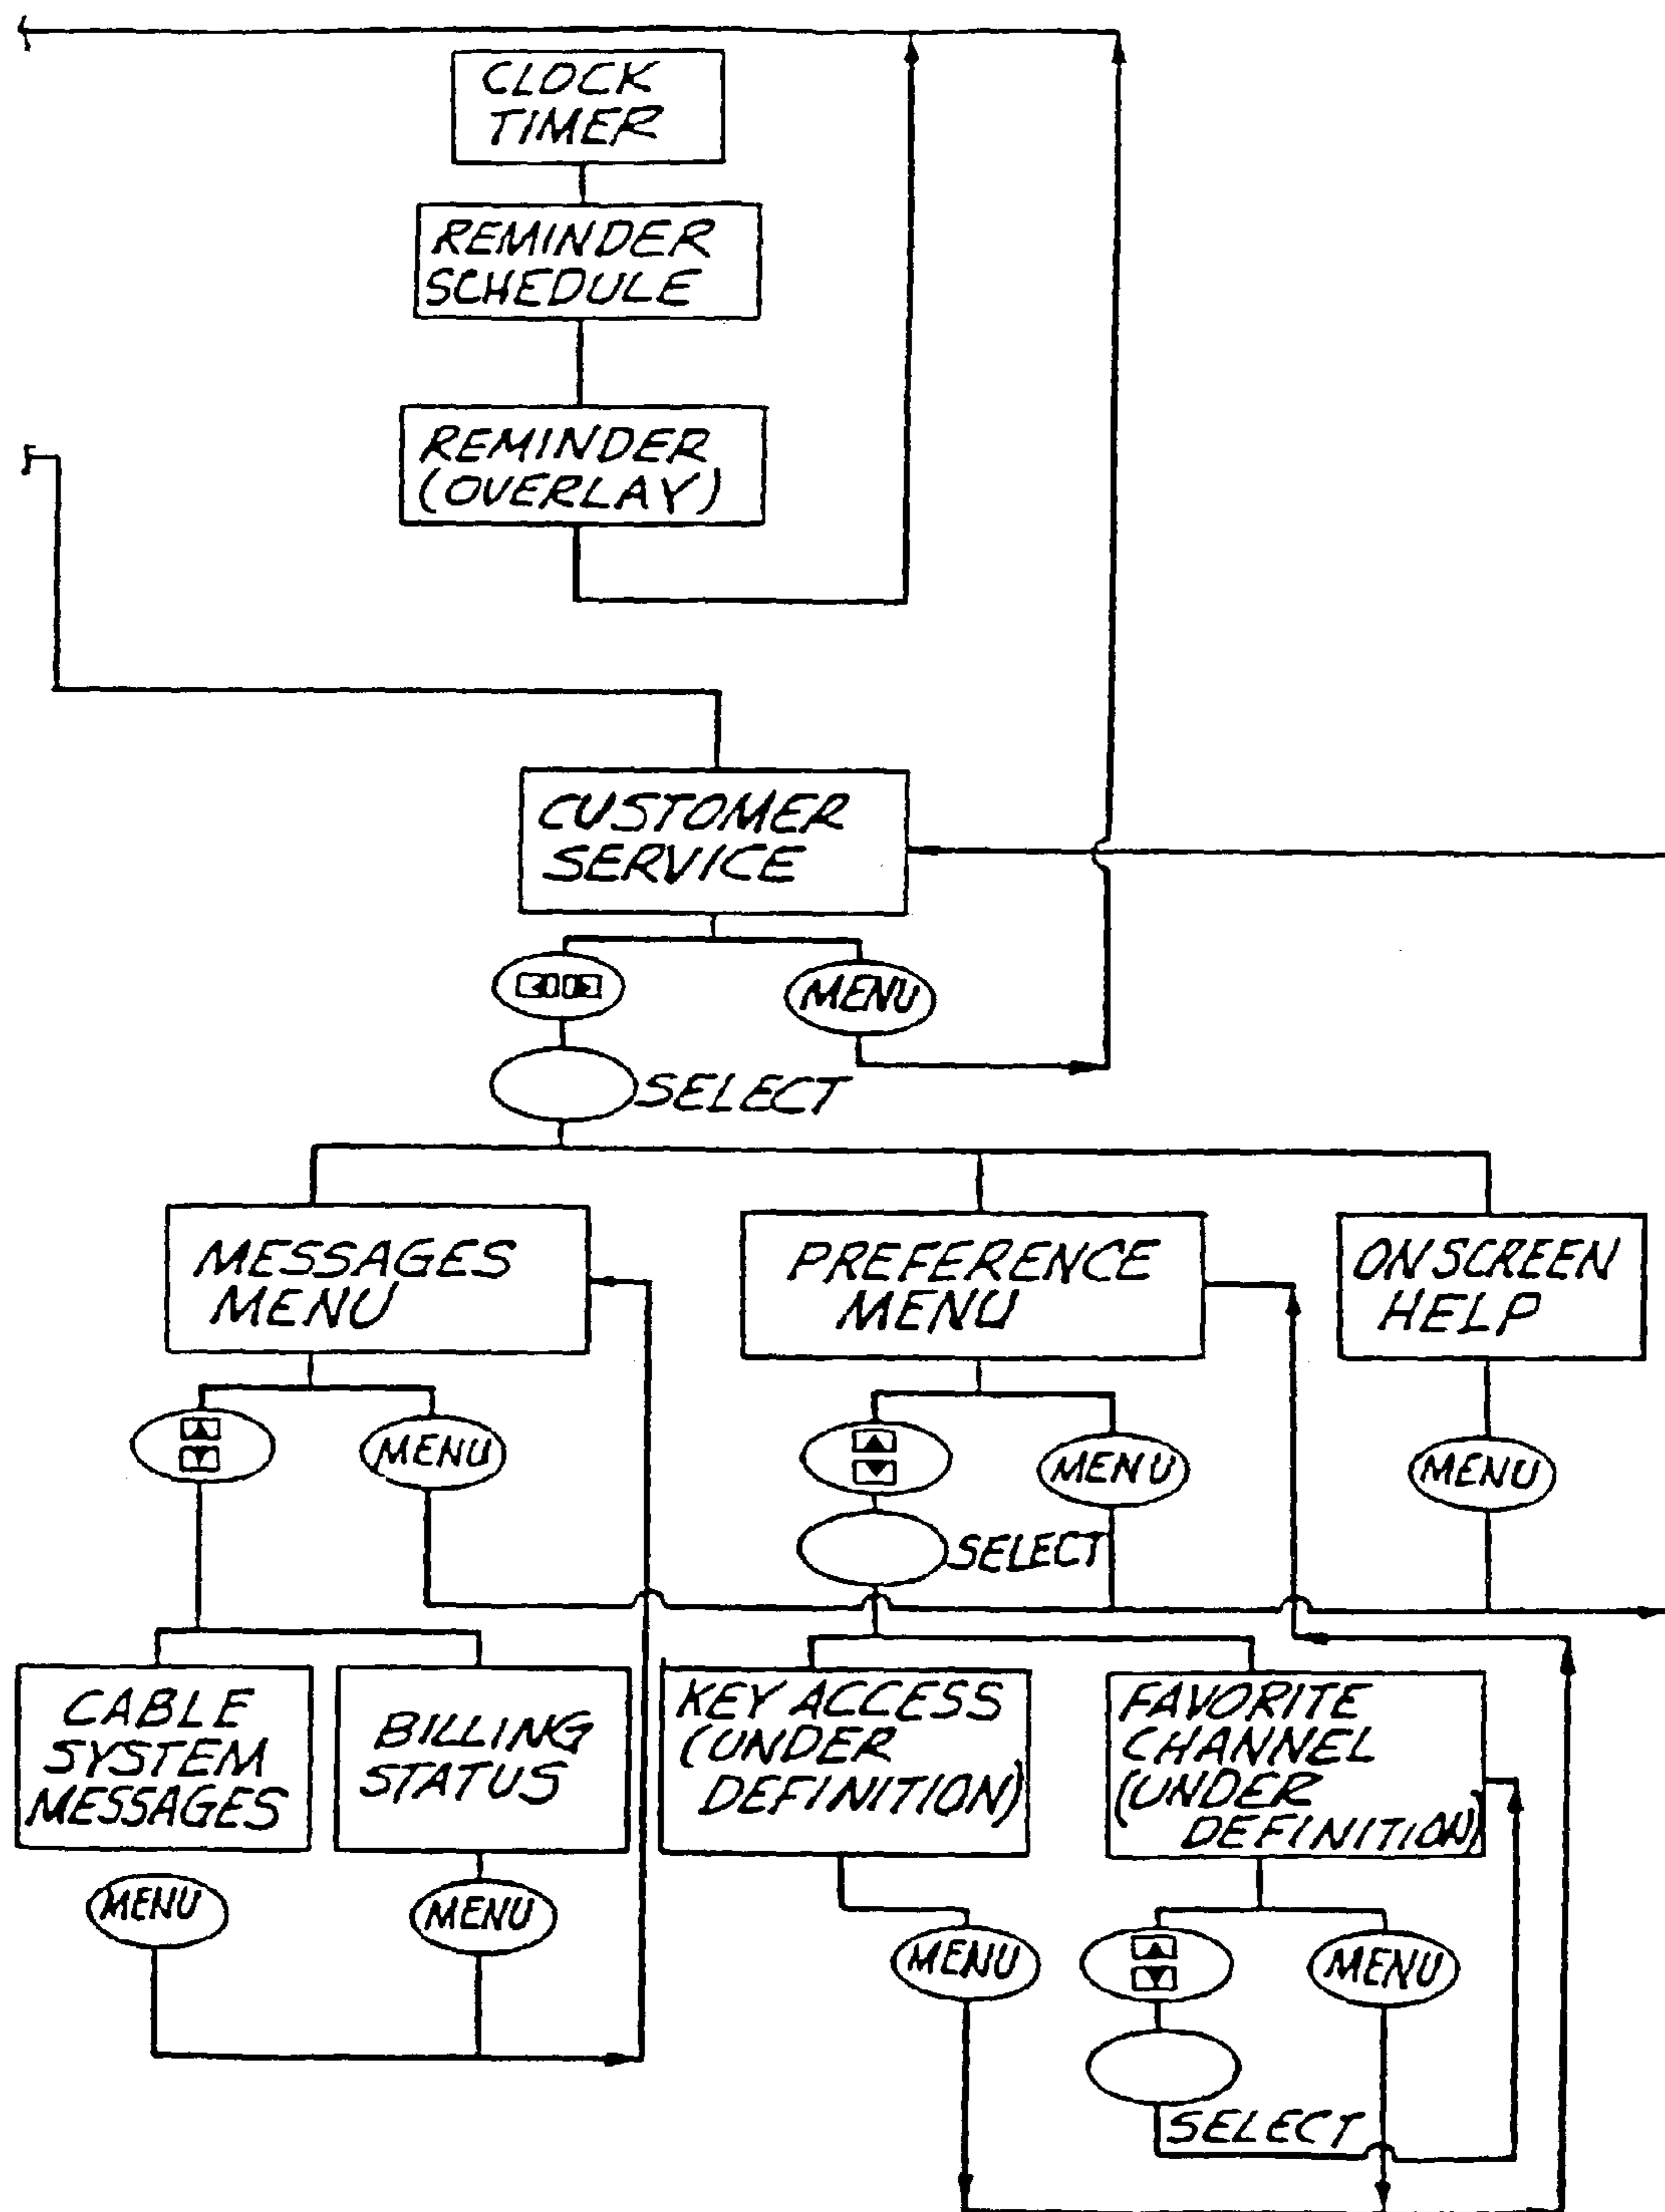 CLOCK
TIMER
REMINDER
SCHEDULE
REMINDER
(OVERLAY)
CUSTOMER
SERVICE
MENU
SELECT
MESSAGES
MENU
PREFERENCE
MENU
ON SCREEN
HELP
MENU
MENU
MENU
SELECT
CABLE
SYSTEM
MESSAGES
BILLING
STATUS
KEY ACCESS
(UNDER
DEFINITION)
FAVORITE
CHANNEL
(UNDER
DEFINITION)
MENU
MENU
MENU
MENU
SELECT